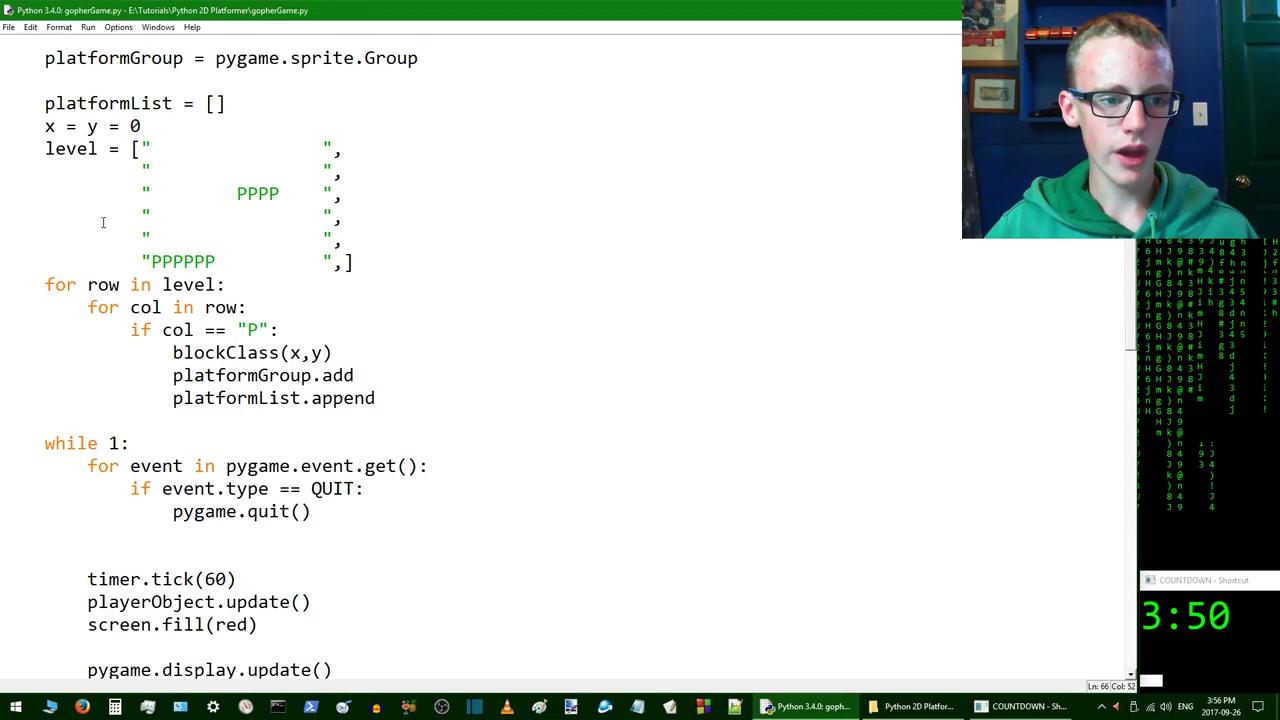 Python 3.4.0: gopherGame.py - E:\Tutorials\Python 2D Platformer\gopherGame.py
File Edit Format Run Options Windows Help
platformGroup = pygame.sprite.Group
platformList = []
x = y = 0
level = ["                ",
"                ",
"        PPPP    ",
"                ",
"                ",
"PPPPPP          ",]
for row in level:
for col in row:
if col == "P":
blockClass(x,y)
platformGroup.add
platformList.append
while 1:
for event in pygame.event.get():
if event.type == QUIT:
pygame.quit()
timer.tick(60)
playerObject.update()
screen.fill(red)
pygame.display.update()
Ln: 66 Col: 52
COUNTDOWN - Shortcut
3:50
Python 3.4.0: goph...
Python 2D Platfor...
COUNTDOWN - Sh...
ENG
3:56 PM
2017-09-26